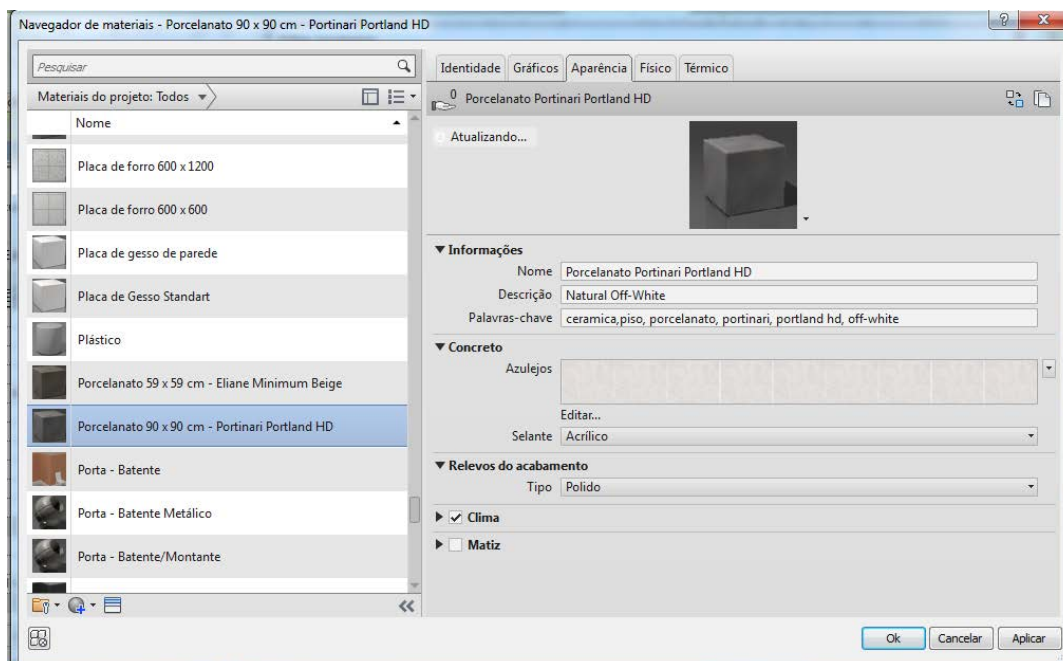 Navegador de materiais - Porcelanato 90 x 90 cm - Portinari Portland HD
?
x
Pesquisar
Materiais do projeto: Todos
Nome
Placa de forro 600 x 1200
Placa de forro 600 x 600
Placa de gesso de parede
Placa de Gesso Standart
Plástico
Porcelanato 59 x 59 cm - Eliane Minimum Beige
Porcelanato 90 x 90 cm - Portinari Portland HD
Porta - Batente
Porta - Batente Metálico
Porta - Batente/Montante
Identidade Gráficos Aparência Físico Térmico
0 Porcelanato Portinari Portland HD
Atualizando...
Informações
Nome Porcelanato Portinari Portland HD
Descrição Natural Off-White
Palavras-chave ceramica,piso, porcelanato, portinari, portland hd, off-white
Concreto
Azulejos
Editar...
Selante Acrílico
Relevos do acabamento
Tipo Polido
Clima
Matiz
Ok Cancelar Aplicar